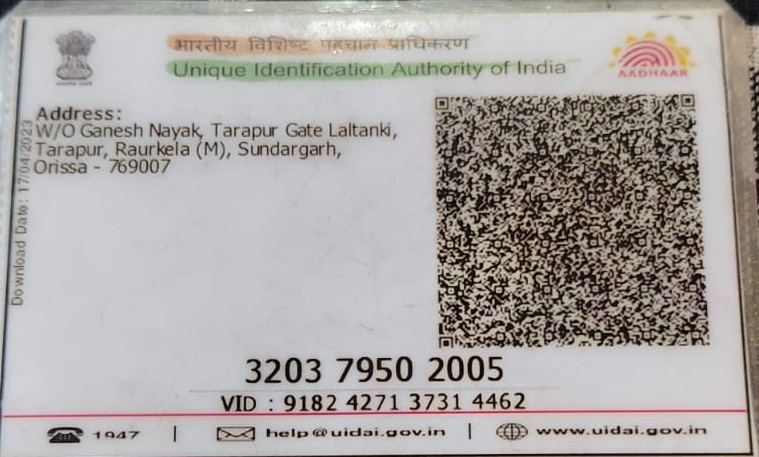 भारतीय विशिष्ट पहचान प्राधिकरण
Unique Identification Authority of India
AADHAAR
Address:
W/O Ganesh Nayak, Tarapur Gate Laltanki,
Tarapur, Raurkela (M), Sundargarh,
Orissa - 769007
Download Date: 17/04/2023
3203 7950 2005
VID : 9182 4271 3731 4462
1947 | help@uidai.gov.in | www.uidai.gov.in